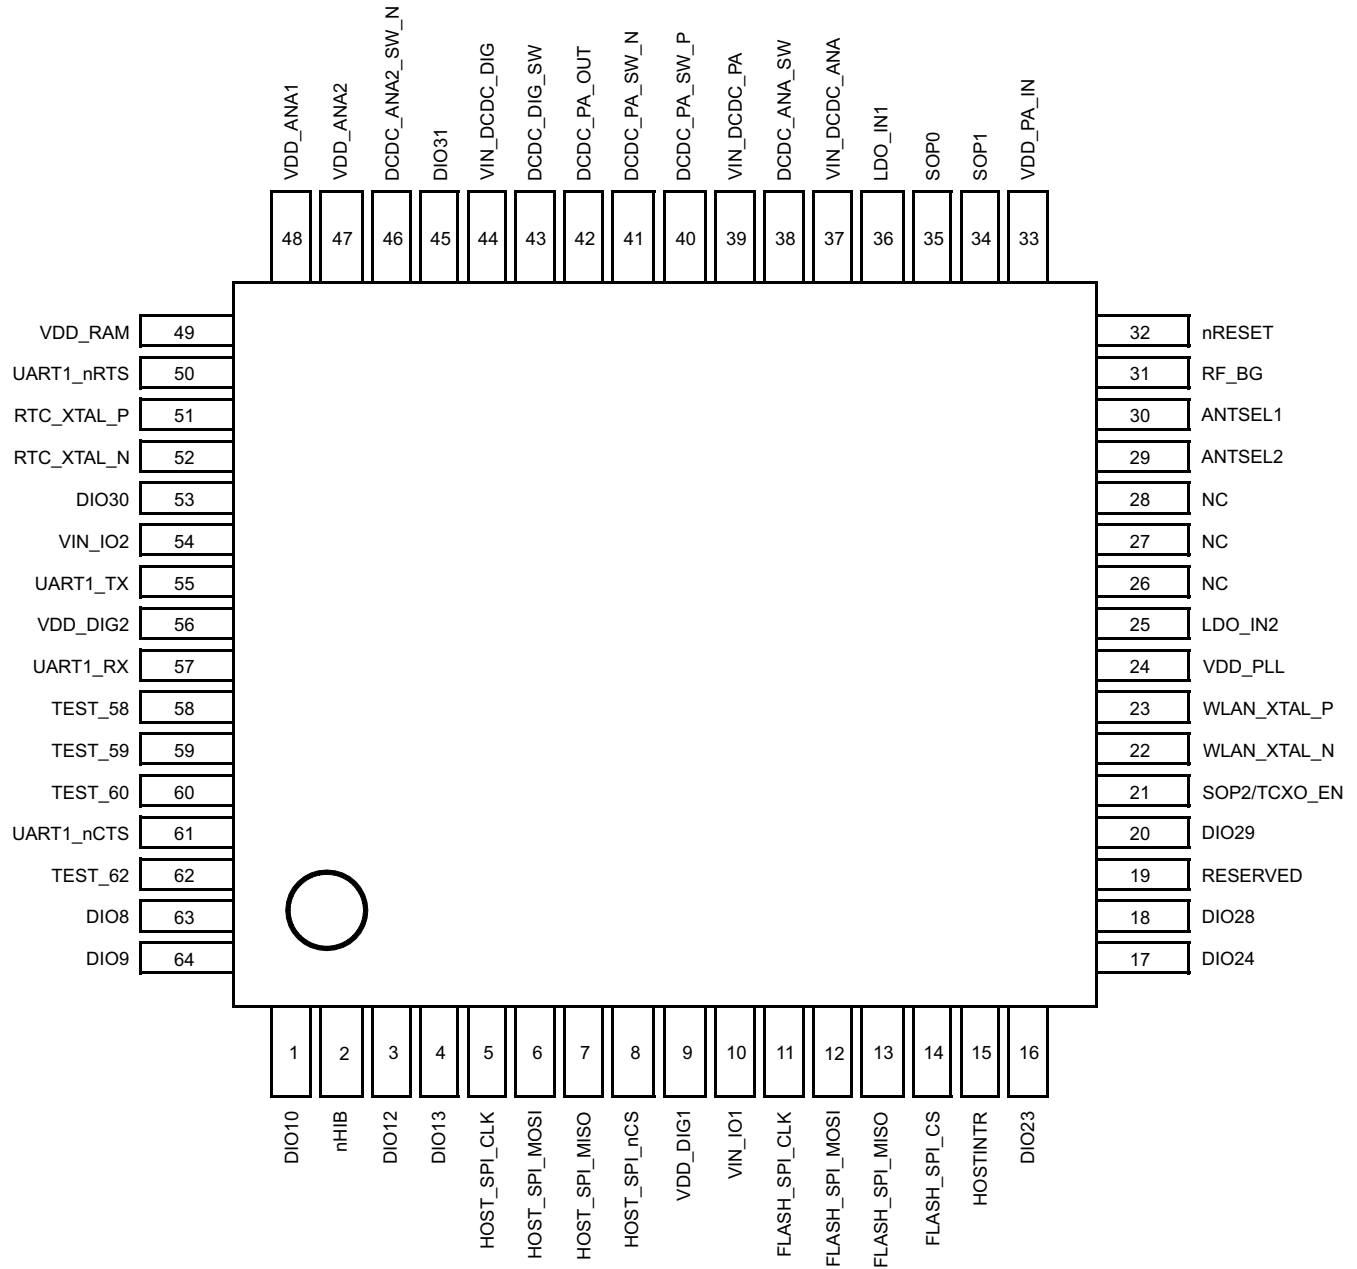 VDD_ANA1
VDD_ANA2
DCDC_ANA2_SW_N
DIO31
VIN_DCDC_DIG
DCDC_DIG_SW
DCDC_PA_OUT
DCDC_PA_SW_N
DCDC_PA_SW_P
VIN_DCDC_PA
DCDC_ANA_SW
VIN_DCDC_ANA
LDO_IN1
SOP0
SOP1
VDD_PA_IN
48 47 46 45 44 43 42 41 40 39 38 37 36 35 34 33
VDD_RAM 49
UART1_nRTS 50
RTC_XTAL_P 51
RTC_XTAL_N 52
DIO30 53
VIN_IO2 54
UART1_TX 55
VDD_DIG2 56
UART1_RX 57
TEST_58 58
TEST_59 59
TEST_60 60
UART1_nCTS 61
TEST_62 62
DIO8 63
DIO9 64
32 nRESET
31 RF_BG
30 ANTSEL1
29 ANTSEL2
28 NC
27 NC
26 NC
25 LDO_IN2
24 VDD_PLL
23 WLAN_XTAL_P
22 WLAN_XTAL_N
21 SOP2/TCXO_EN
20 DIO29
19 RESERVED
18 DIO28
17 DIO24
1 2 3 4 5 6 7 8 9 10 11 12 13 14 15 16
DIO10
nHIB
DIO12
DIO13
HOST_SPI_CLK
HOST_SPI_MOSI
HOST_SPI_MISO
HOST_SPI_nCS
VDD_DIG1
VIN_IO1
FLASH_SPI_CLK
FLASH_SPI_MOSI
FLASH_SPI_MISO
FLASH_SPI_CS
HOSTINTR
DIO23